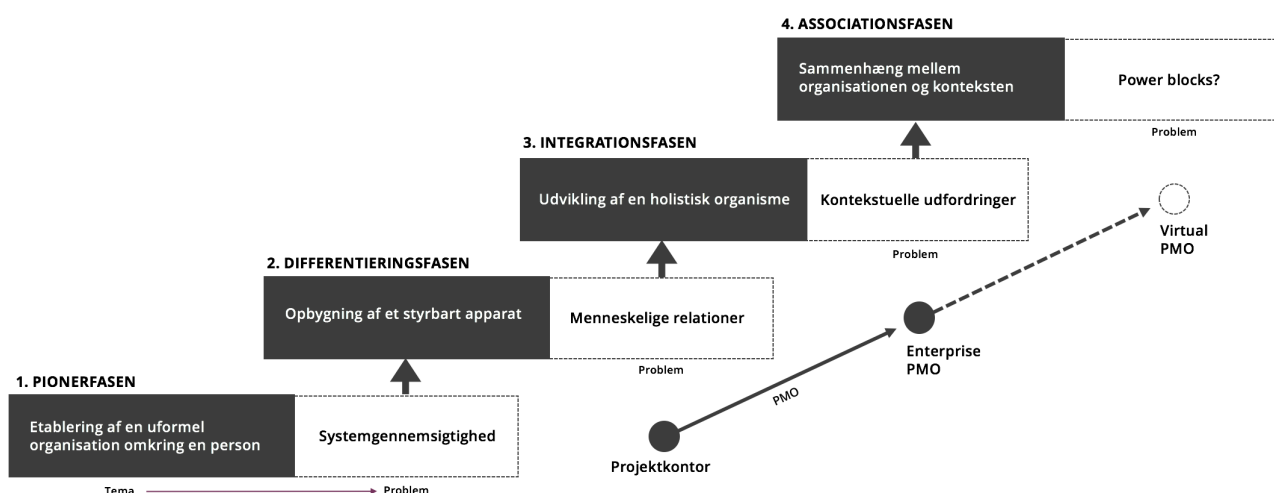 4. ASSOCIATIONSFASEN
Sammenhæng mellem
organisationen og konteksten
Power blocks?
Problem
3. INTEGRATIONSFASEN
Udvikling af en holistisk organisme
Kontekstuelle udfordringer
Problem
2. DIFFERENTIERINGSFASEN
Opbygning af et styrbart apparat
Menneskelige relationer
Problem
1. PIONERFASEN
Etablering af en uformel
organisation omkring en person
Systemgennemsigtighed
Tema
Problem
Projektkontor
PMO
Enterprise
PMO
Virtual
PMO